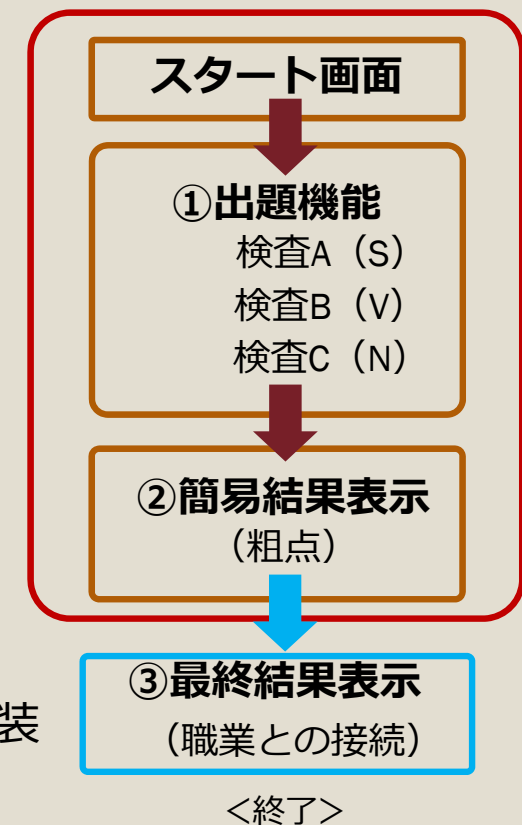 スタート画面
①出題機能
検査A（S）
検査B（V）
検査C（N）
②簡易結果表示
（粗点）
③最終結果表示
装
（職業との接続）
＜終了＞